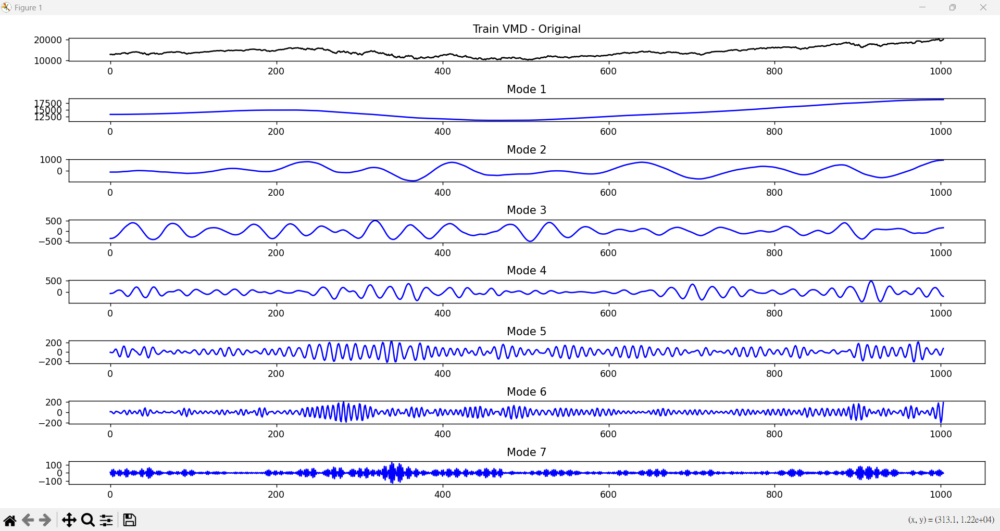 Figure 1
Train VMD - Original
20000
10000
0 200 400 600 800 1000
Mode 1
17500
15000
12500
0 200 400 600 800 1000
Mode 2
1000
0
0 200 400 600 800 1000
Mode 3
500
0
−500
0 200 400 600 800 1000
Mode 4
500
0
0 200 400 600 800 1000
Mode 5
200
0
−200
0 200 400 600 800 1000
Mode 6
200
0
−200
0 200 400 600 800 1000
Mode 7
100
0
−100
0 200 400 600 800 1000
(x, y) = (313.1, 1.22e+04)